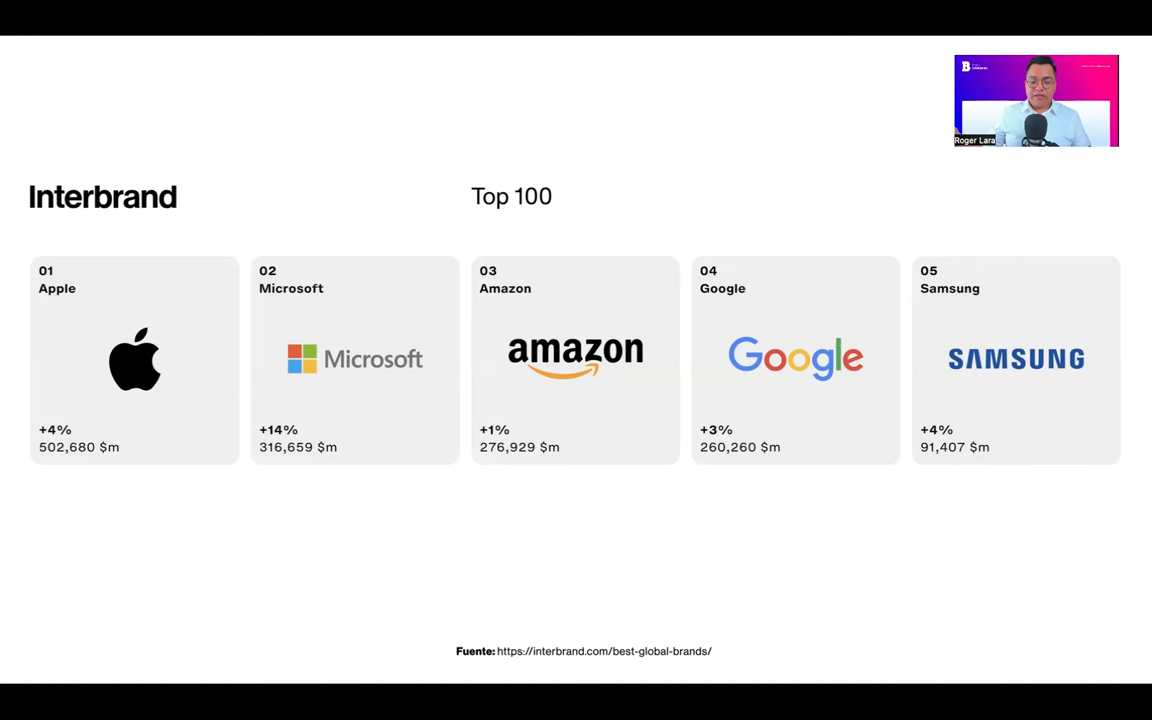 Roger Lara
Interbrand
Top 100
01
Apple
+4%
502,680 $m
02
Microsoft
Microsoft
+14%
316,659 $m
03
Amazon
amazon
+1%
276,929 $m
04
Google
Google
+3%
260,260 $m
05
Samsung
SAMSUNG
+4%
91,407 $m
Fuente: https://interbrand.com/best-global-brands/